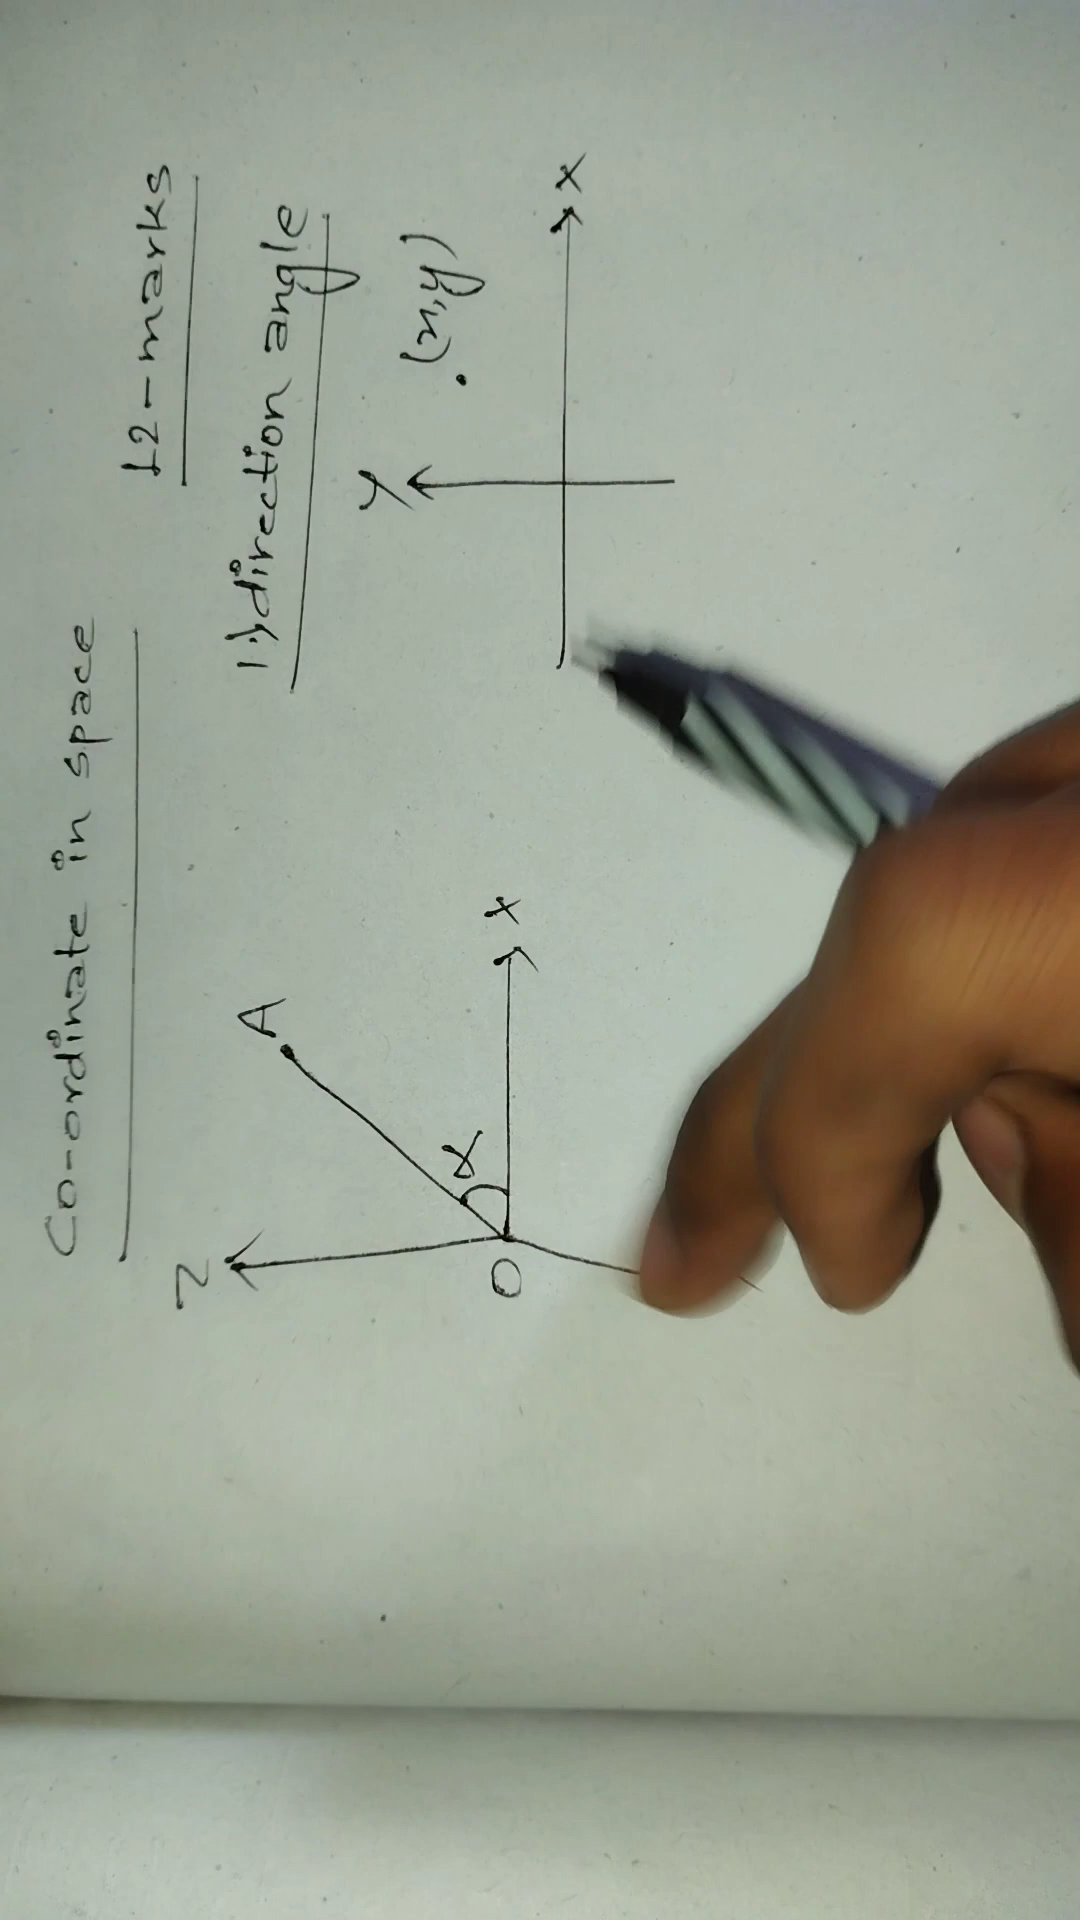 Co-ordinate in space
12-marks
1) direction angle
Z
A
α
O
X
Y
.(x,y)
X